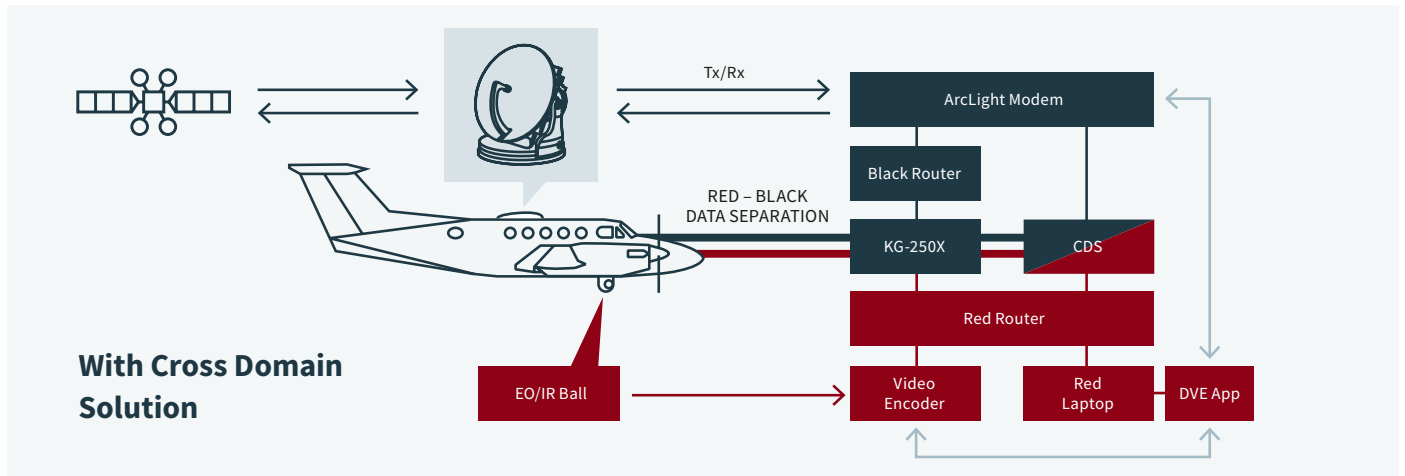 Tx/Rx
ArcLight Modem
Black Router
RED – BLACK
DATA SEPARATION
KG-250X
CDS
Red Router
With Cross Domain
Solution
EO/IR Ball
Video
Encoder
Red
Laptop
DVE App